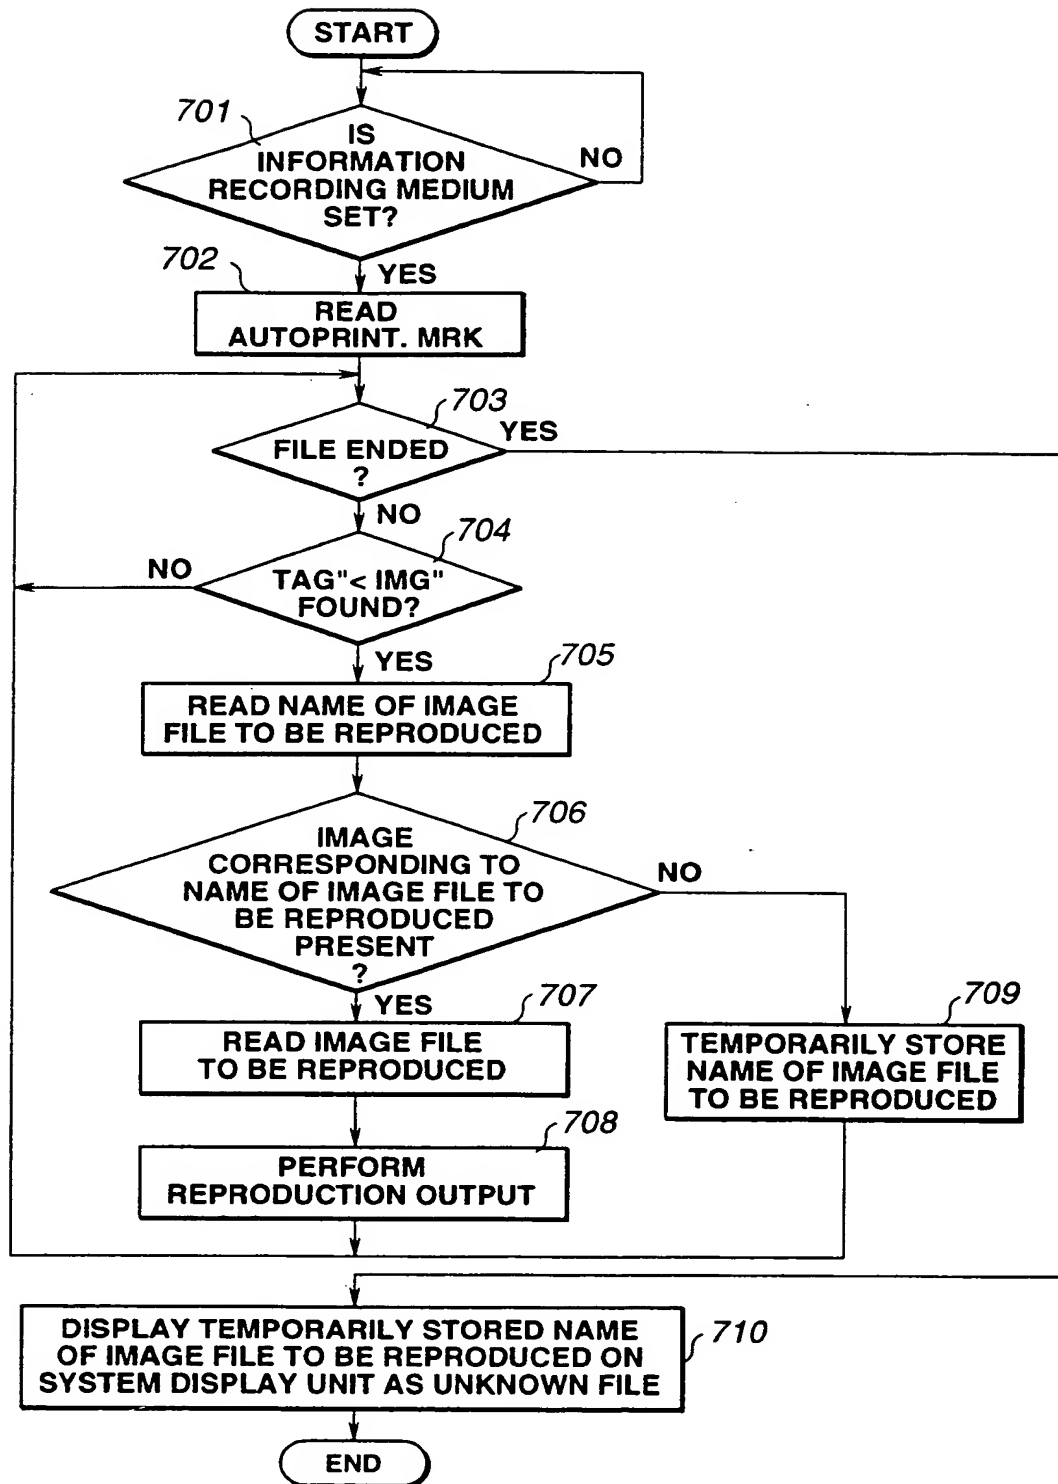 START
701
IS
INFORMATION
RECORDING MEDIUM
SET?
NO
702
YES
READ
AUTOPRINT. MRK
703
YES
FILE ENDED
?
NO
704
NO
TAG"< IMG"
FOUND?
YES
705
READ NAME OF IMAGE
FILE TO BE REPRODUCED
706
IMAGE
CORRESPONDING TO
NAME OF IMAGE FILE TO
BE REPRODUCED
PRESENT
?
NO
YES
707
READ IMAGE FILE
TO BE REPRODUCED
709
TEMPORARILY STORE
NAME OF IMAGE FILE
TO BE REPRODUCED
708
PERFORM
REPRODUCTION OUTPUT
710
DISPLAY TEMPORARILY STORED NAME
OF IMAGE FILE TO BE REPRODUCED ON
SYSTEM DISPLAY UNIT AS UNKNOWN FILE
END